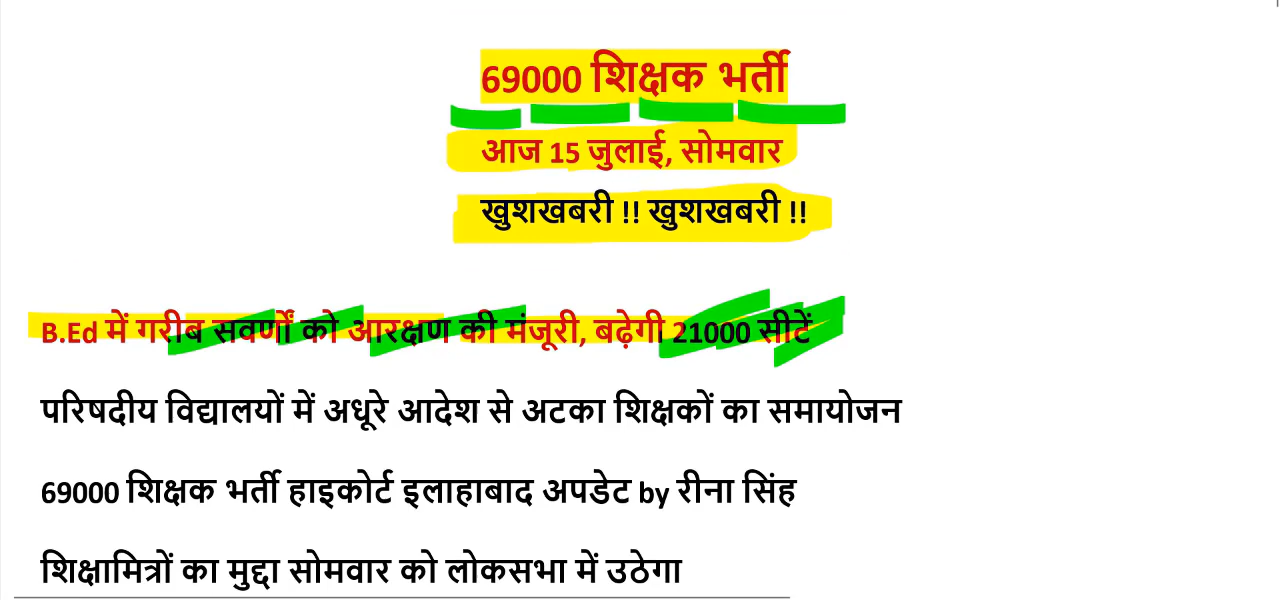 69000 शिक्षक भर्ती
आज 15 जुलाई, सोमवार
खुशखबरी !! खुशखबरी !!
B.Ed में गरीब सवर्णों को आरक्षण की मंजूरी, बढ़ेगी 21000 सीटें
परिषदीय विद्यालयों में अधूरे आदेश से अटका शिक्षकों का समायोजन
69000 शिक्षक भर्ती हाइकोर्ट इलाहाबाद अपडेट by रीना सिंह
शिक्षामित्रों का मुद्दा सोमवार को लोकसभा में उठेगा